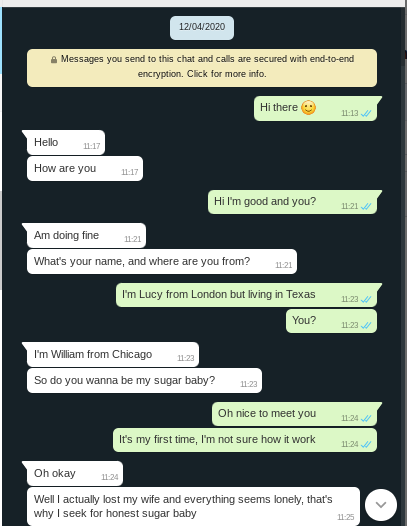 12/04/2020
Messages you send to this chat and calls are secured with end-to-end
encryption. Click for more info.
Hi there
11:13
Hello
11:17
How are you
11:17
Hi I'm good and you?
11:21
Am doing fine
11:21
What's your name, and where are you from?
11:21
I'm Lucy from London but living in Texas
11:23
You?
11:23
I'm William from Chicago
11:23
So do you wanna be my sugar baby?
11:23
Oh nice to meet you
11:24
It's my first time, I'm not sure how it work
11:24
Oh okay
11:24
Well I actually lost my wife and everything seems lonely, that's
why I seek for honest sugar baby
11:25